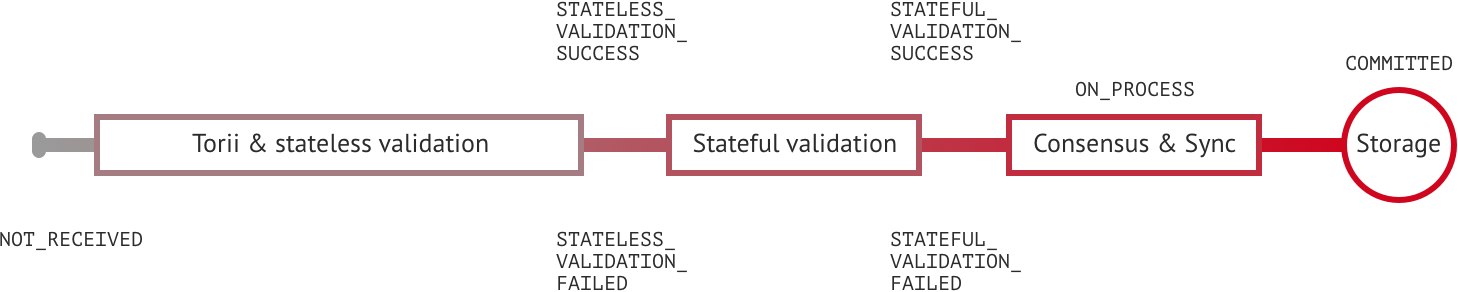 STATELESS_
VALIDATION_
SUCCESS
STATEFUL_
VALIDATION_
SUCCESS
COMMITTED
ON_PROCESS
Torii & stateless validation
Stateful validation
Consensus & Sync
Storage
NOT_RECEIVED
STATELESS_
VALIDATION_
FAILED
STATEFUL_
VALIDATION_
FAILED